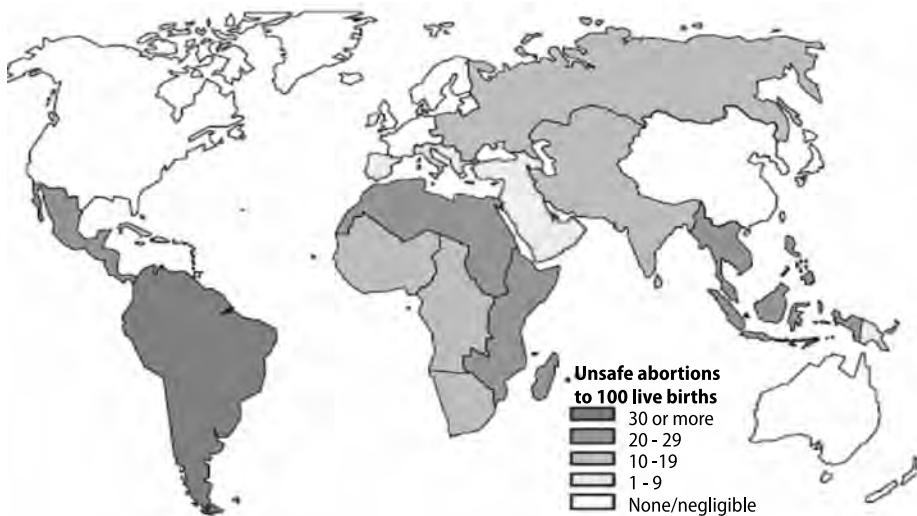 Unsafe abortions
to 100 live births
30 or more
20 - 29
10 -19
1 - 9
None/negligible